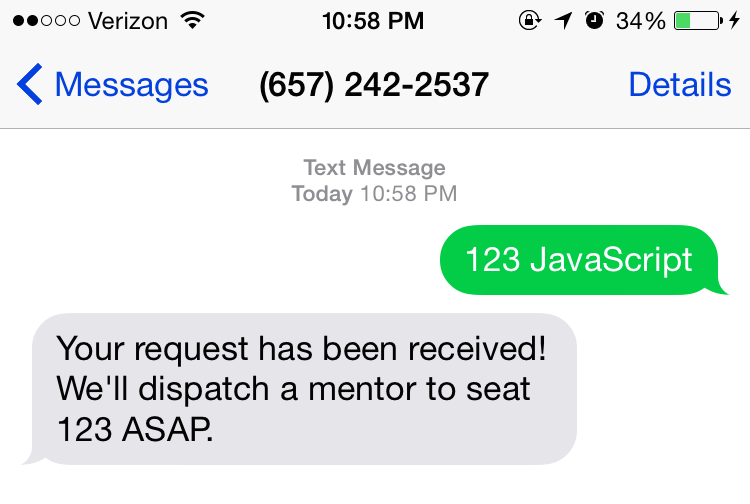 Verizon 10:58 PM 34%
Messages (657) 242-2537 Details
Text Message
Today 10:58 PM
123 JavaScript
Your request has been received!
We'll dispatch a mentor to seat
123 ASAP.